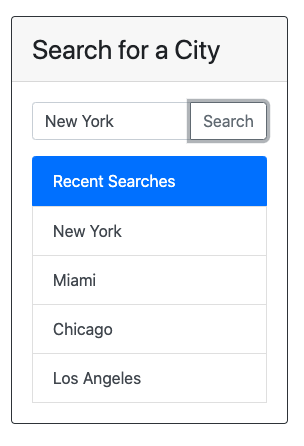 Search for a City
New York Search
Recent Searches
New York
Miami
Chicago
Los Angeles